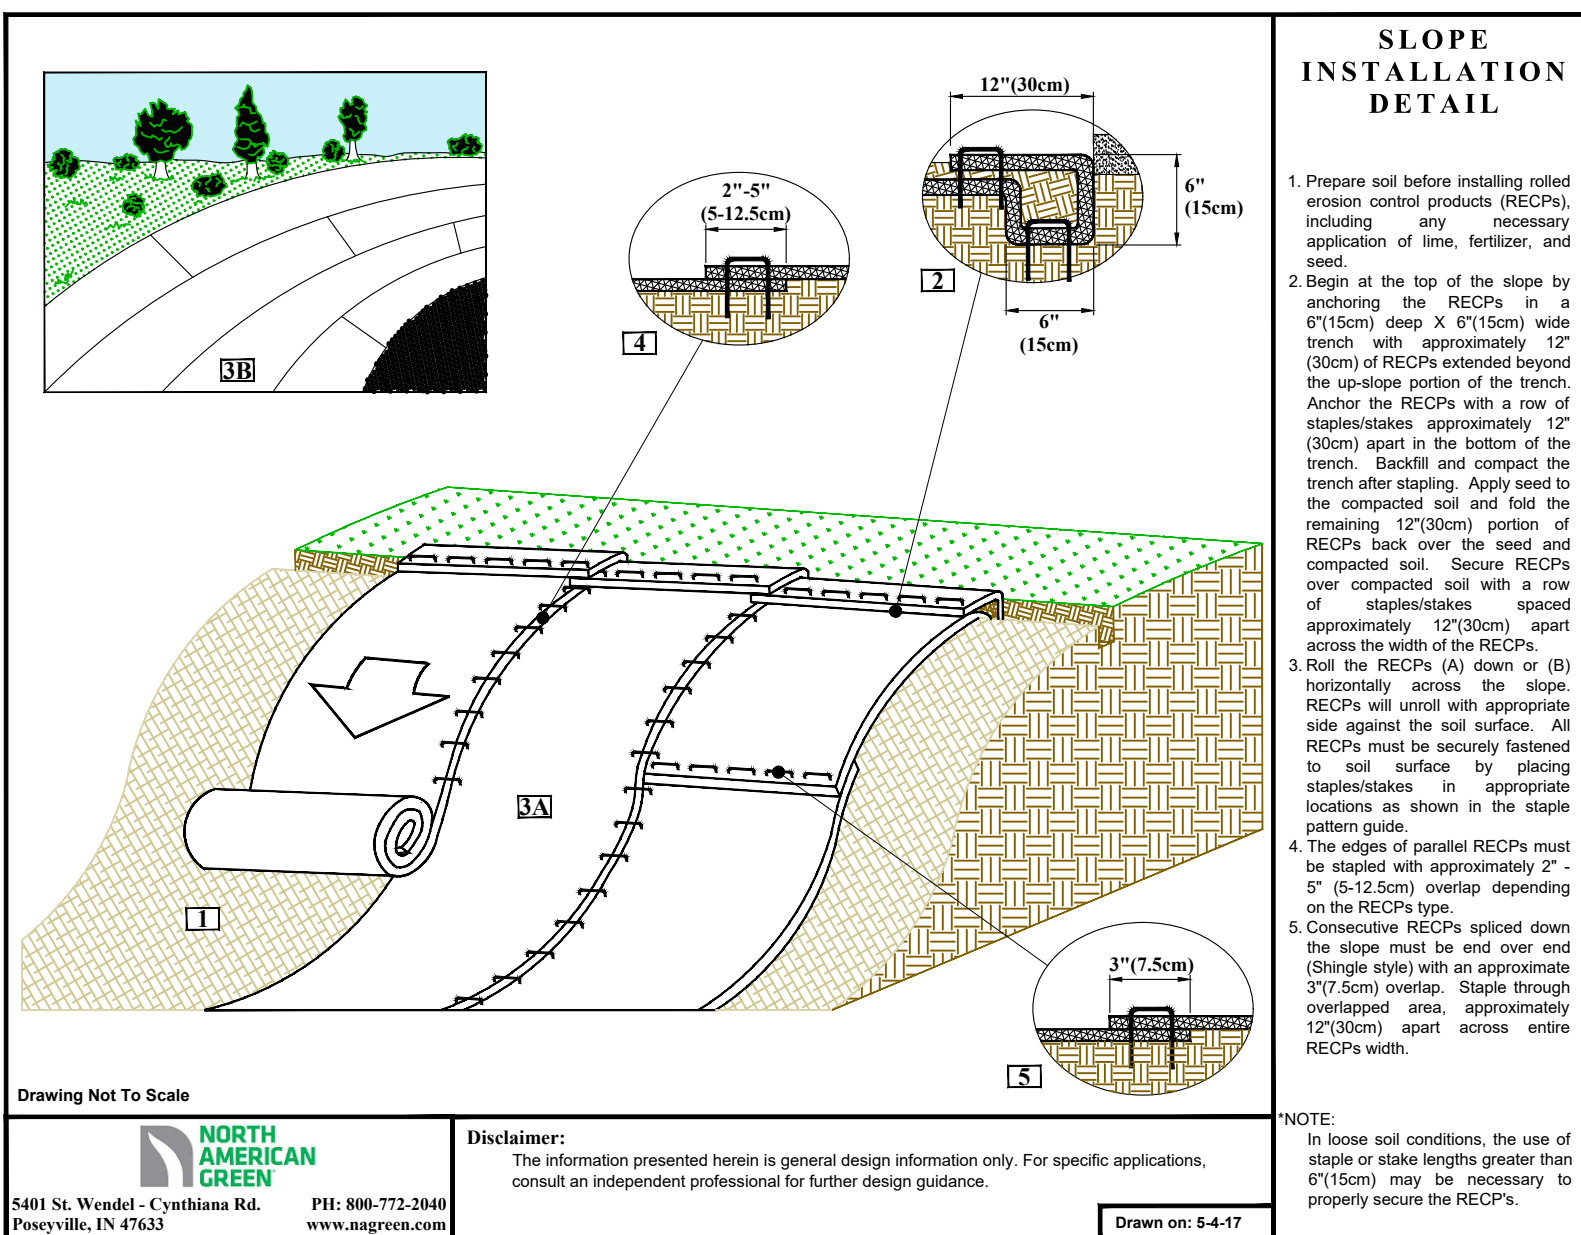 SLOPE
INSTALLATION
DETAIL
12"(30cm)
6"
(15cm)
2
6"
(15cm)
2"-5"
(5-12.5cm)
4
3B
3A
1
3"(7.5cm)
5
1. Prepare soil before installing rolled
erosion control products (RECPs),
including any necessary
application of lime, fertilizer, and
seed.
2. Begin at the top of the slope by
anchoring the RECPs in a
6"(15cm) deep X 6"(15cm) wide
trench with approximately 12"
(30cm) of RECPs extended beyond
the up-slope portion of the trench.
Anchor the RECPs with a row of
staples/stakes approximately 12"
(30cm) apart in the bottom of the
trench. Backfill and compact the
trench after stapling. Apply seed to
the compacted soil and fold the
remaining 12"(30cm) portion of
RECPs back over the seed and
compacted soil. Secure RECPs
over compacted soil with a row
of staples/stakes spaced
approximately 12"(30cm) apart
across the width of the RECPs.
3. Roll the RECPs (A) down or (B)
horizontally across the slope.
RECPs will unroll with appropriate
side against the soil surface. All
RECPs must be securely fastened
to soil surface by placing
staples/stakes in appropriate
locations as shown in the staple
pattern guide.
4. The edges of parallel RECPs must
be stapled with approximately 2" -
5" (5-12.5cm) overlap depending
on the RECPs type.
5. Consecutive RECPs spliced down
the slope must be end over end
(Shingle style) with an approximate
3"(7.5cm) overlap. Staple through
overlapped area, approximately
12"(30cm) apart across entire
RECPs width.
*NOTE:
In loose soil conditions, the use of
staple or stake lengths greater than
6"(15cm) may be necessary to
properly secure the RECP's.
Drawing Not To Scale
NORTH
AMERICAN
GREEN
5401 St. Wendel - Cynthiana Rd.
Poseyville, IN 47633
PH: 800-772-2040
www.nagreen.com
Disclaimer:
The information presented herein is general design information only. For specific applications,
consult an independent professional for further design guidance.
Drawn on: 5-4-17